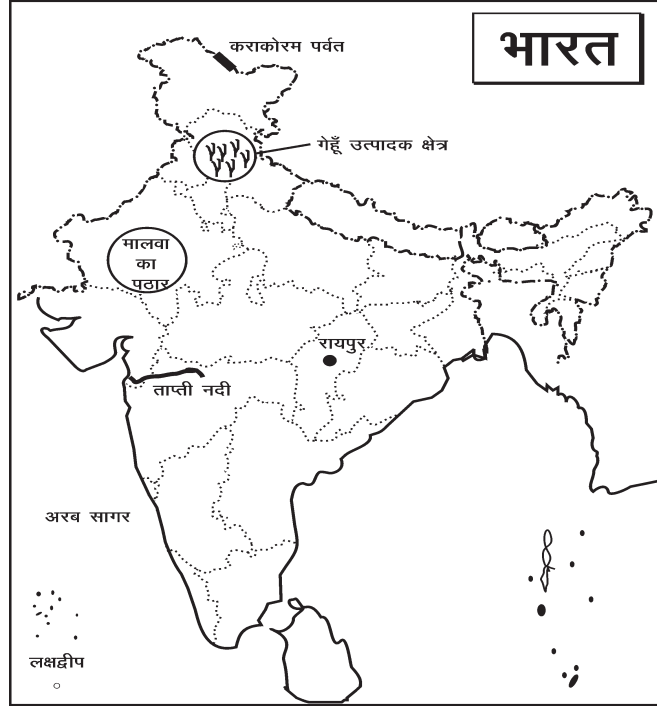 कराकोरम पर्वत
भारत
गेहूँ उत्पादक क्षेत्र
मालवा
का
पठार
रायपुर
ताप्ती नदी
अरब सागर
लक्षद्वीप